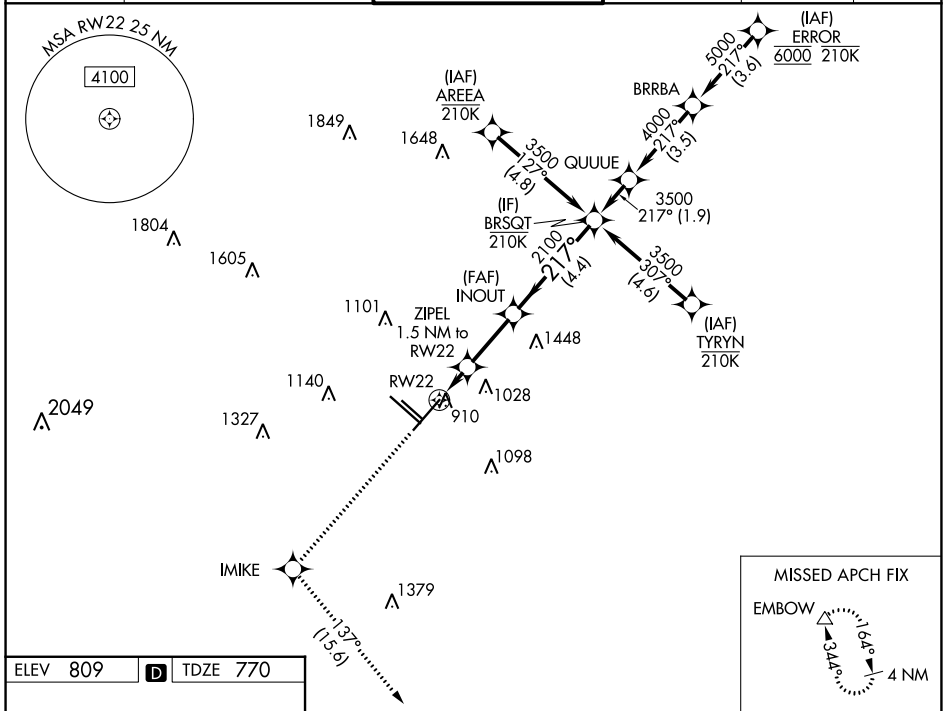 MSA RW22 25 NM
4100
(IAF)
ERROR
6000 210K
5000
217°
(3.6)
BRRBA
4000
217°
(3.5)
(IAF)
AREEA
210K
1849
1648
3500
127°
(4.8)
QUUUE
3500
217° (1.9)
(IF)
BRSQT
210K
1804
1605
2100
217°
(4.4)
3500
307°
(4.6)
(FAF)
INOUT
(IAF)
TYRYN
210K
1101
ZIPEL
1.5 NM to
RW22
1448
1140
RW22
1028
910
2049
1327
1098
IMIKE
1379
137°
(15.6)
MISSED APCH FIX
EMBOW
164°
344°
4 NM
ELEV 809 D TDZE 770